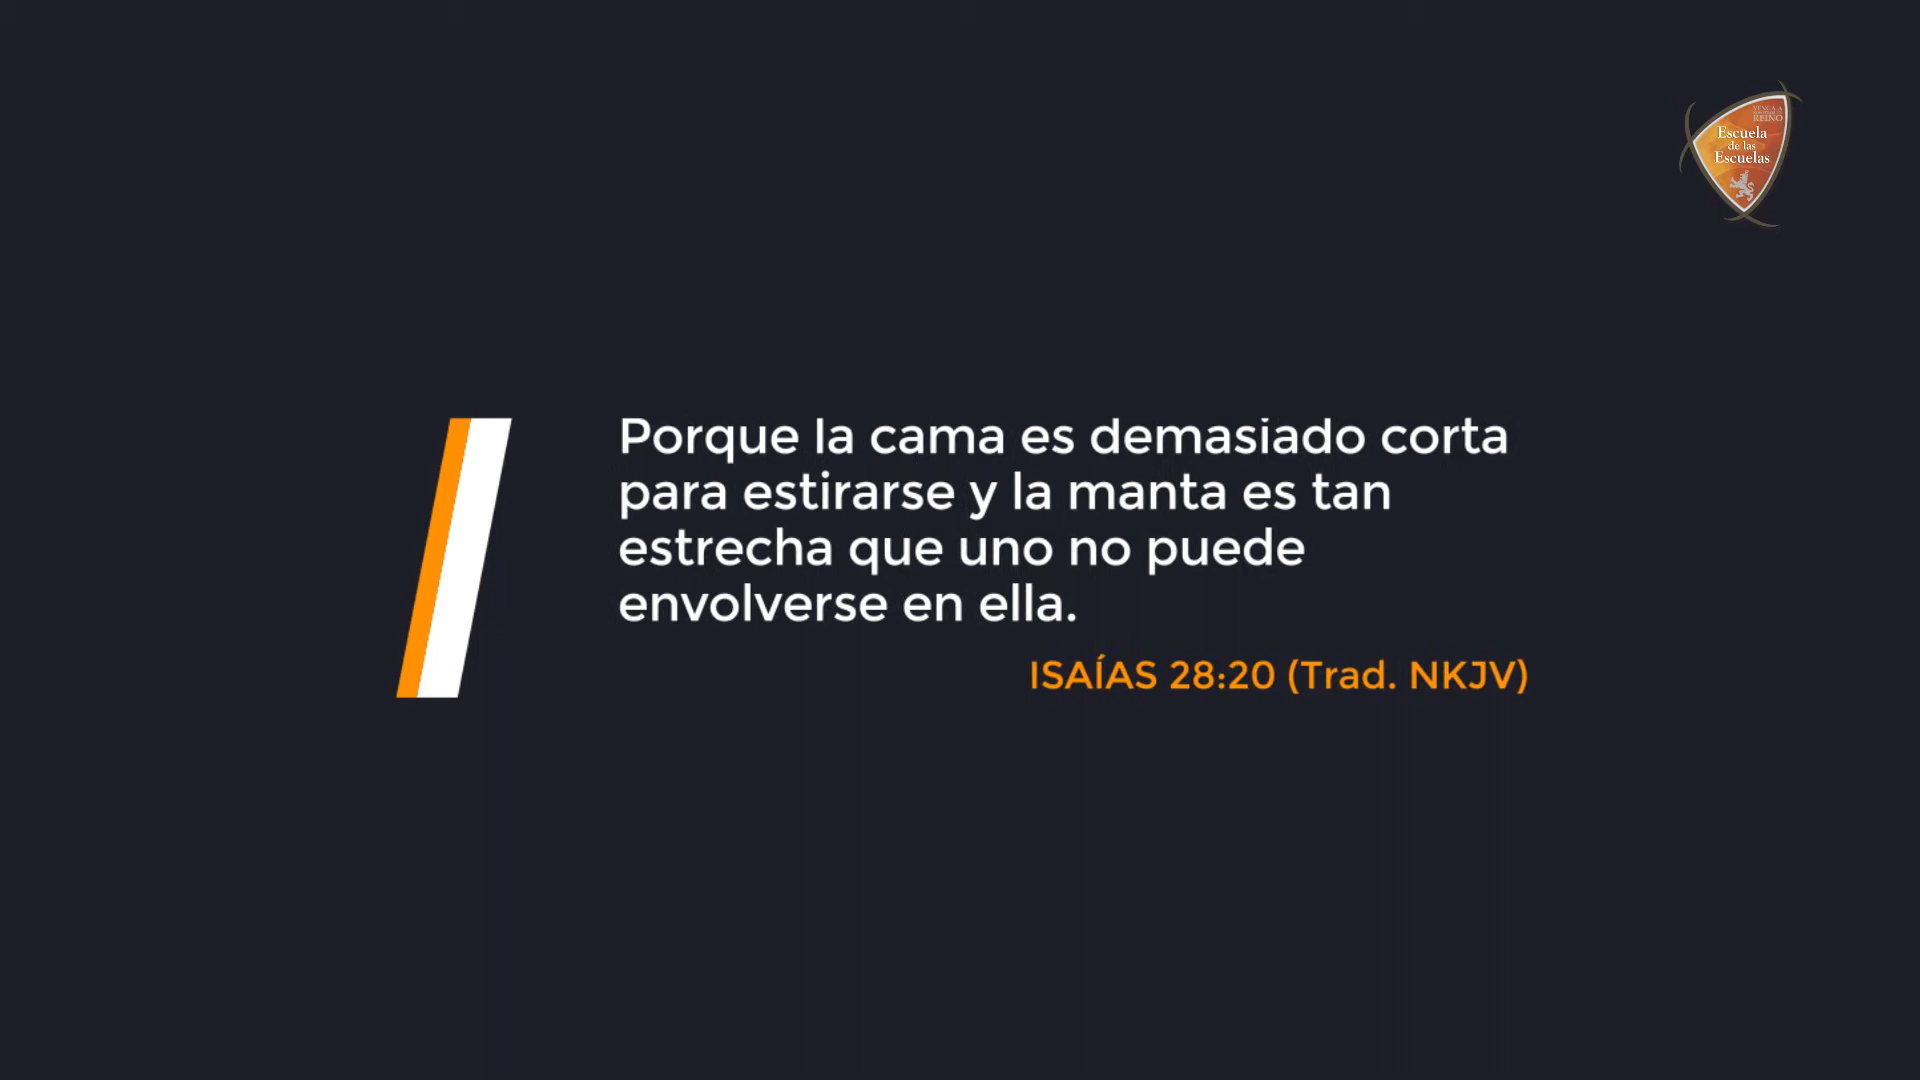 REINO
Escuela
de las
Escuelas
Porque la cama es demasiado corta
para estirarse y la manta es tan
estrecha que uno no puede
envolverse en ella.
ISAÍAS 28:20 (Trad. NKJV)